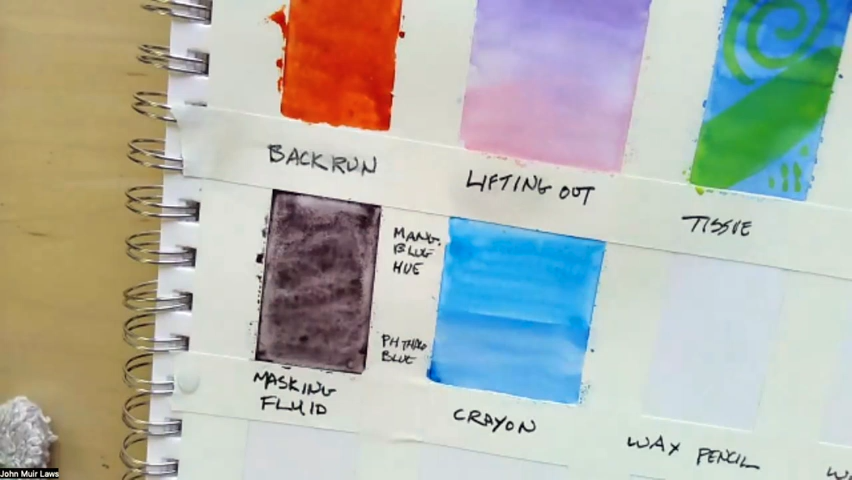 BACKRUN
LIFTING OUT
TISSUE
MANG.
BLUE
HUE
PHTHALO
BLUE
MASKING
FLUID
CRAYON
WAX PENCIL
John Muir Laws